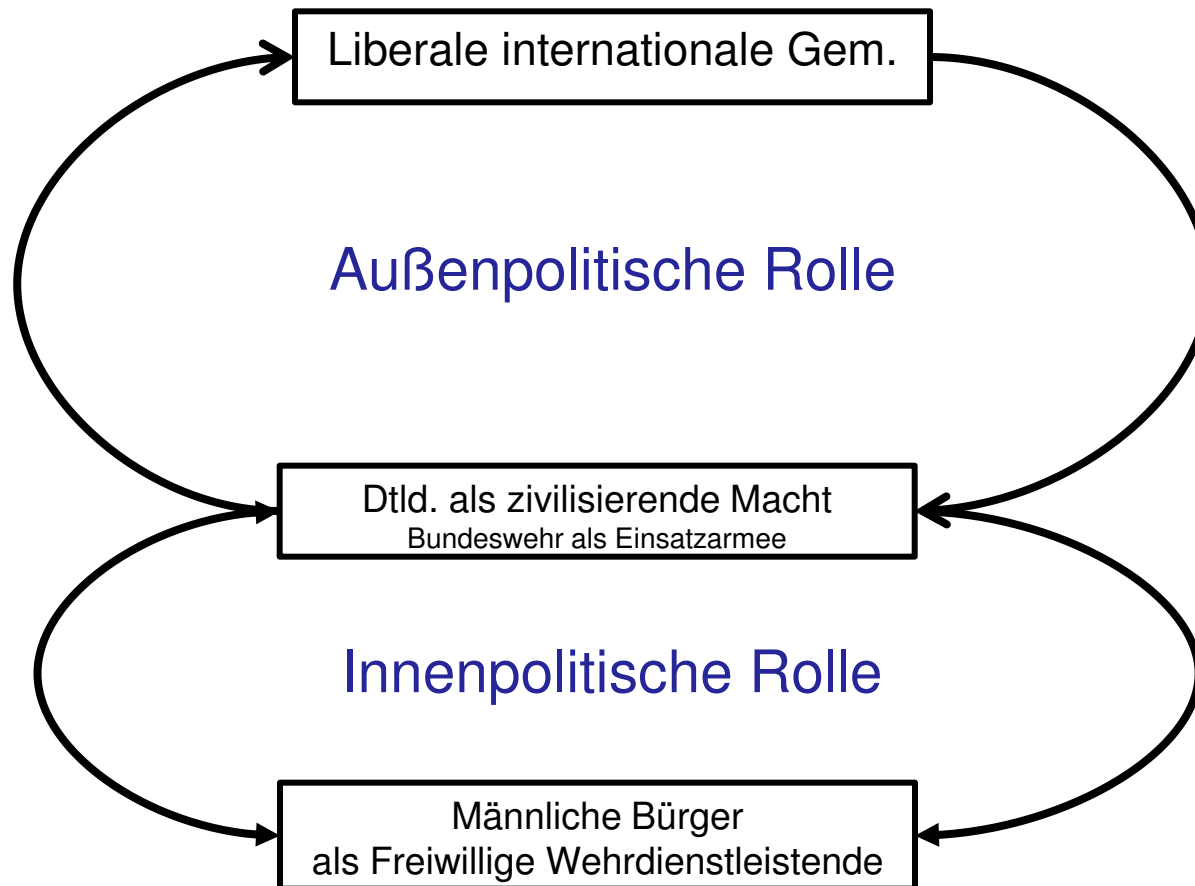 Liberale internationale Gem.
Außenpolitische Rolle
Dtld. als zivilisierende Macht
Bundeswehr als Einsatzarmee
Innenpolitische Rolle
Männliche Bürger
als Freiwillige Wehrdienstleistende